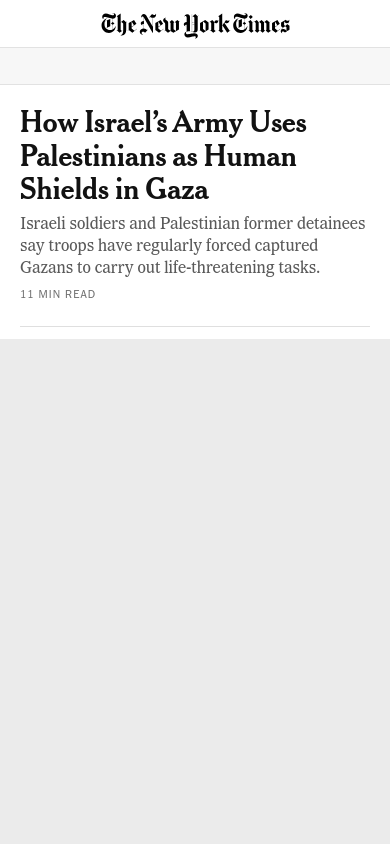 The New York Times
How Israel’s Army Uses
Palestinians as Human
Shields in Gaza
Israeli soldiers and Palestinian former detainees
say troops have regularly forced captured
Gazans to carry out life-threatening tasks.
11 MIN READ